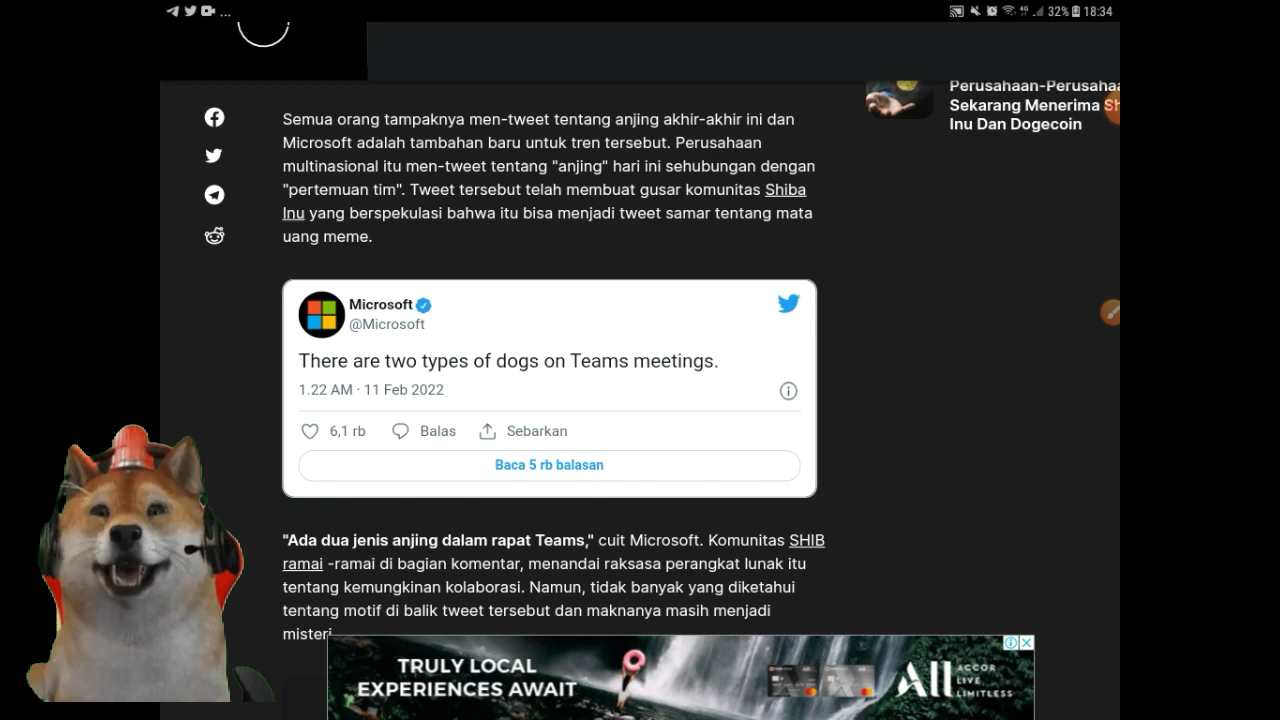 ... 4G 32% 18:34
Perusahaan-Perusahaa
Sekarang Menerima Sh
Inu Dan Dogecoin
Semua orang tampaknya men-tweet tentang anjing akhir-akhir ini dan
Microsoft adalah tambahan baru untuk tren tersebut. Perusahaan
multinasional itu men-tweet tentang "anjing" hari ini sehubungan dengan
"pertemuan tim". Tweet tersebut telah membuat gusar komunitas Shiba
Inu yang berspekulasi bahwa itu bisa menjadi tweet samar tentang mata
uang meme.
Microsoft
@Microsoft
There are two types of dogs on Teams meetings.
1.22 AM · 11 Feb 2022
6,1 rb Balas Sebarkan
Baca 5 rb balasan
"Ada dua jenis anjing dalam rapat Teams," cuit Microsoft. Komunitas SHIB
ramai -ramai di bagian komentar, menandai raksasa perangkat lunak itu
tentang kemungkinan kolaborasi. Namun, tidak banyak yang diketahui
tentang motif di balik tweet tersebut dan maknanya masih menjadi
misteri.
TRULY LOCAL
EXPERIENCES AWAIT
ALL ACCOR
LIVE
LIMITLESS